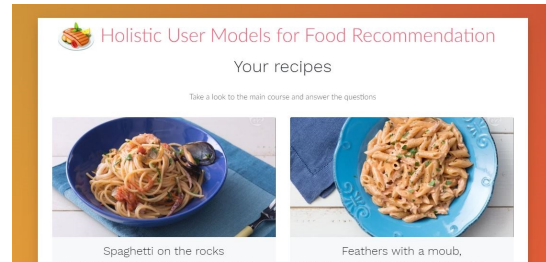 Holistic User Models for Food Recommendation
Your recipes
Take a look to the main course and answer the questions
Spaghetti on the rocks
Feathers with a moub,